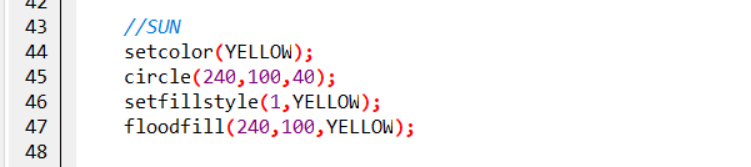 42
43 //SUN
44 setcolor(YELLOW);
45 circle(240,100,40);
46 setfillstyle(1,YELLOW);
47 floodfill(240,100,YELLOW);
48